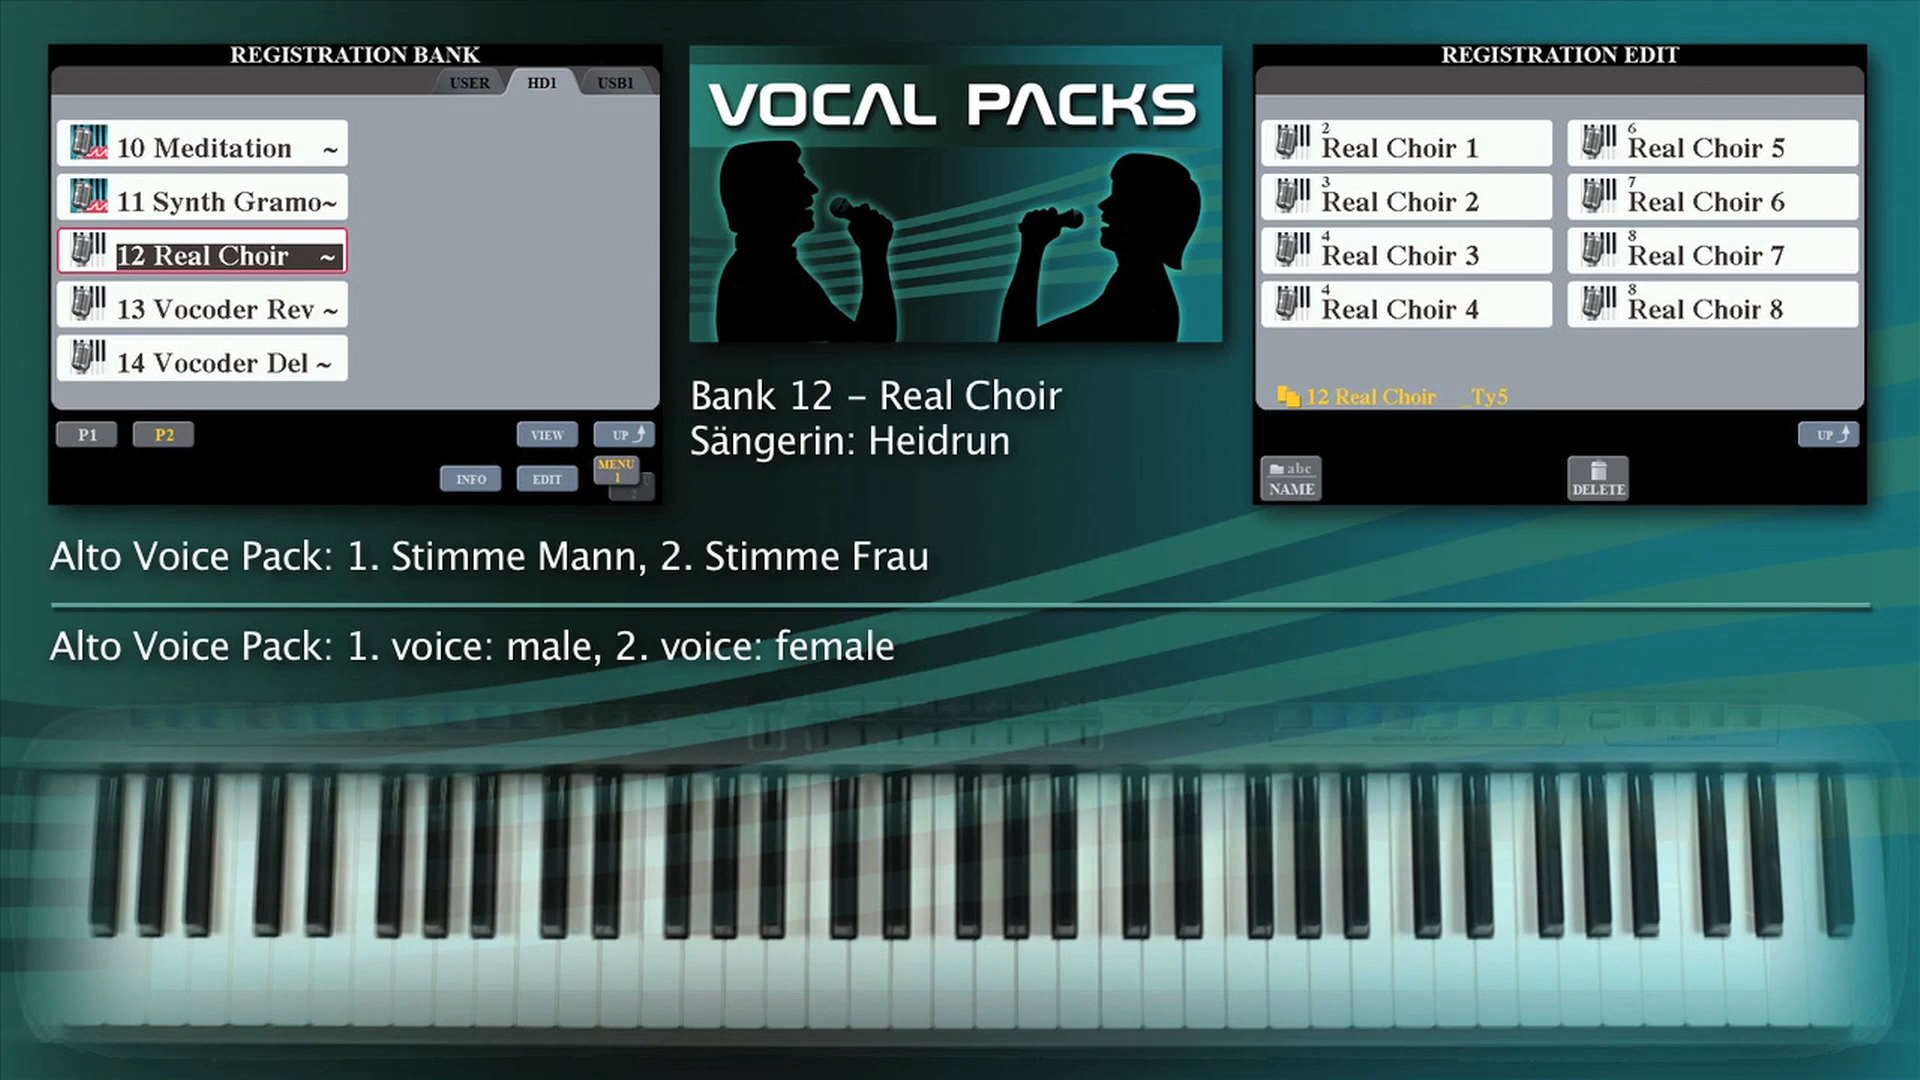 REGISTRATION BANK
USER HD1 USB1
10 Meditation ~
11 Synth Gramo~
12 Real Choir ~
13 Vocoder Rev ~
14 Vocoder Del ~
P1 P2 VIEW UP
INFO EDIT MENU
1
2
VOCAL PACKS
Bank 12 – Real Choir
Sängerin: Heidrun
REGISTRATION EDIT
2
Real Choir 1
3
Real Choir 2
4
Real Choir 3
4
Real Choir 4
6
Real Choir 5
7
Real Choir 6
8
Real Choir 7
8
Real Choir 8
12 Real Choir _Ty5
UP
abc
NAME
DELETE
Alto Voice Pack: 1. Stimme Mann, 2. Stimme Frau
Alto Voice Pack: 1. voice: male, 2. voice: female